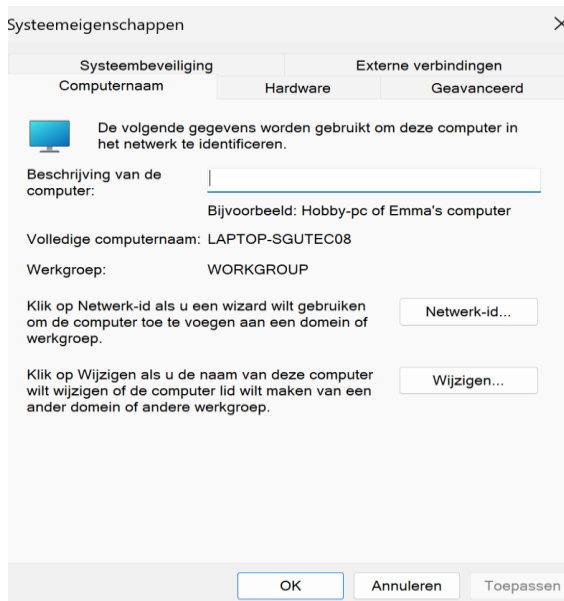 Systeemeigenschappen
Systeembeveiliging
Externe verbindingen
Computernaam
Hardware
Geavanceerd
De volgende gegevens worden gebruikt om deze computer in
het netwerk te identificeren.
Beschrijving van de
computer:
Bijvoorbeeld: Hobby-pc of Emma's computer
Volledige computernaam: LAPTOP-SGUTEC08
Werkgroep: WORKGROUP
Klik op Netwerk-id als u een wizard wilt gebruiken
om de computer toe te voegen aan een domein of
werkgroep.
Netwerk-id...
Klik op Wijzigen als u de naam van deze computer
wilt wijzigen of de computer lid wilt maken van een
ander domein of andere werkgroep.
Wijzigen...
OK
Annuleren
Toepassen